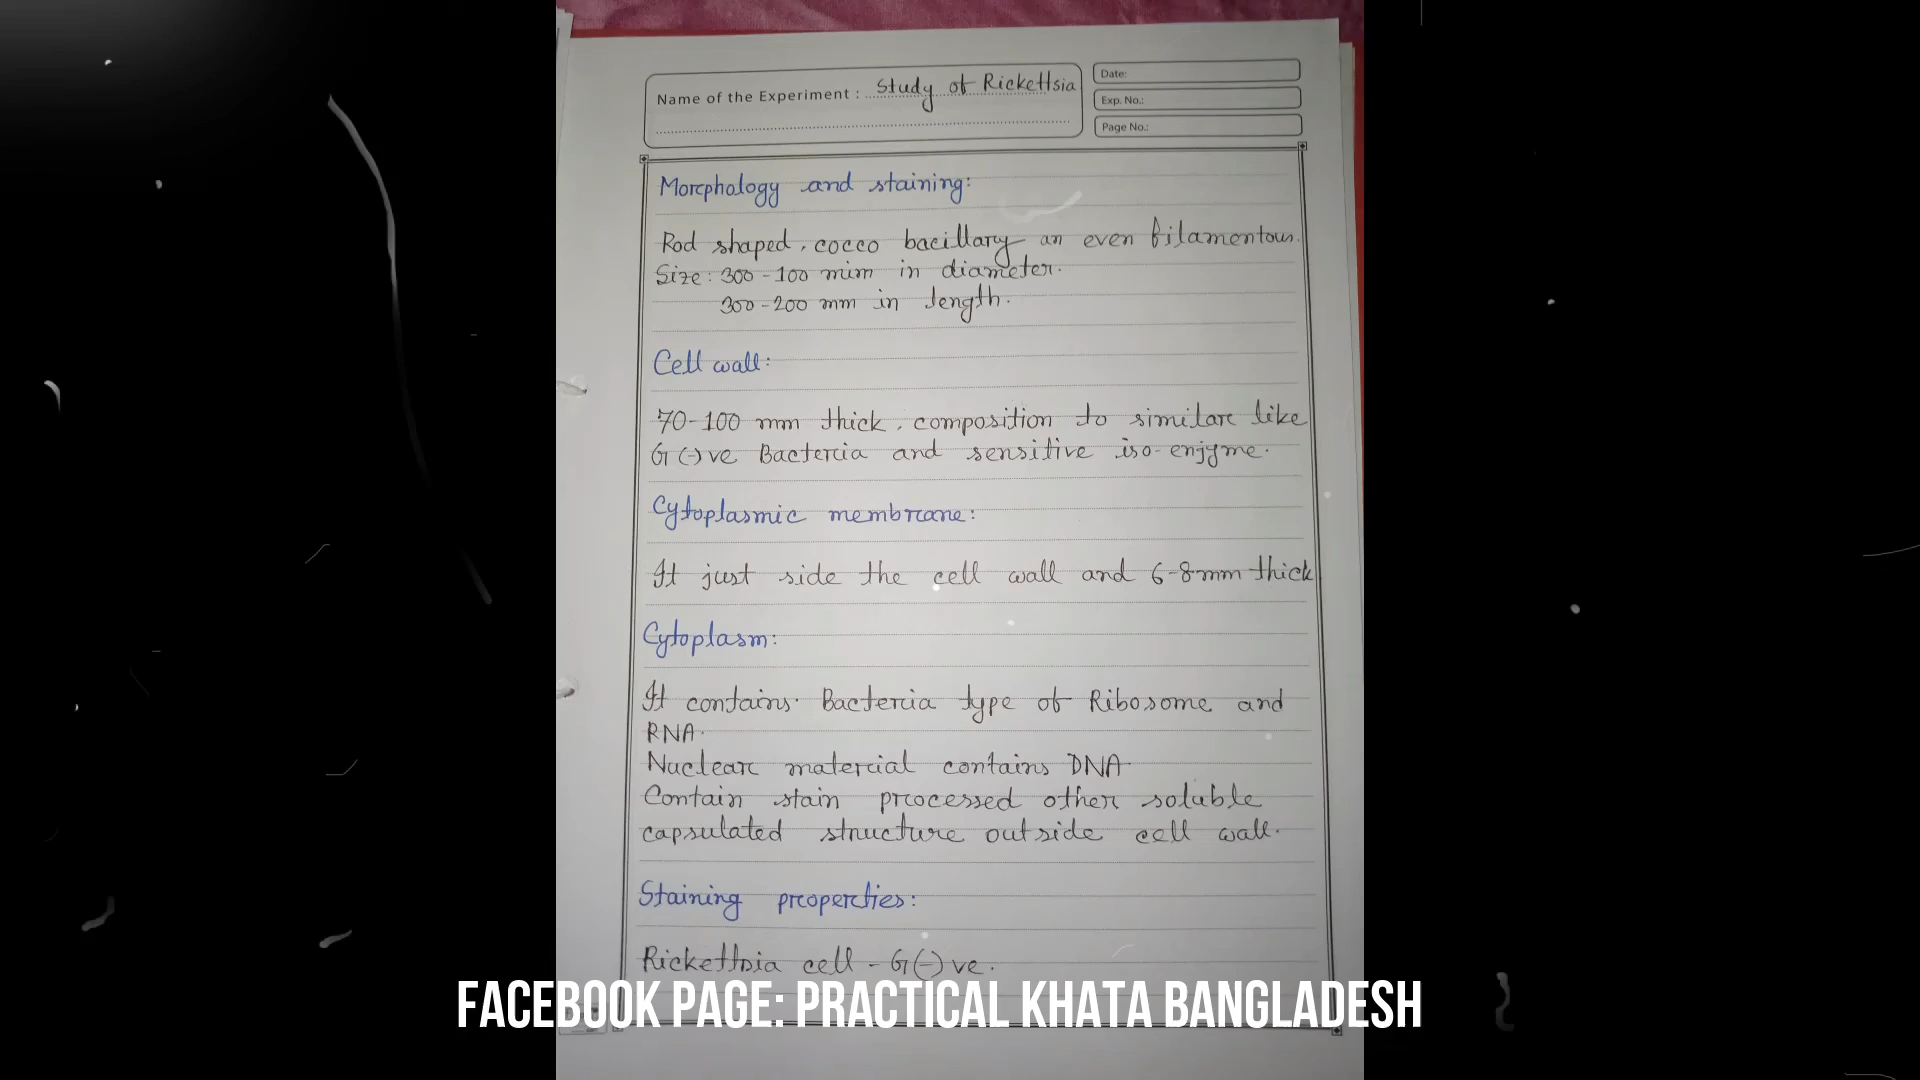 Name of the Experiment : Study of Rickettsia
Date:
Exp. No.:
Page No.:
Morphology and staining:
Rod shaped, cocco bacillary an even filamentous.
Size: 300-100 mim in diameter.
300-200 mm in length.
Cell wall:
70-100 mm thick, composition to similar like
G (-) ve Bacteria and sensitive iso-enjyme.
Cytoplasmic membrane:
It just side the cell wall and 6-8mm thick
Cytoplasm:
It contains. Bacteria type of Ribosome and
RNA.
Nuclear material contains DNA
Contain stain processed other soluble
capsulated structure outside cell wall.
Staining properties:
Rickettsia cell - G(-)ve.
FACEBOOK PAGE: PRACTICAL KHATA BANGLADESH